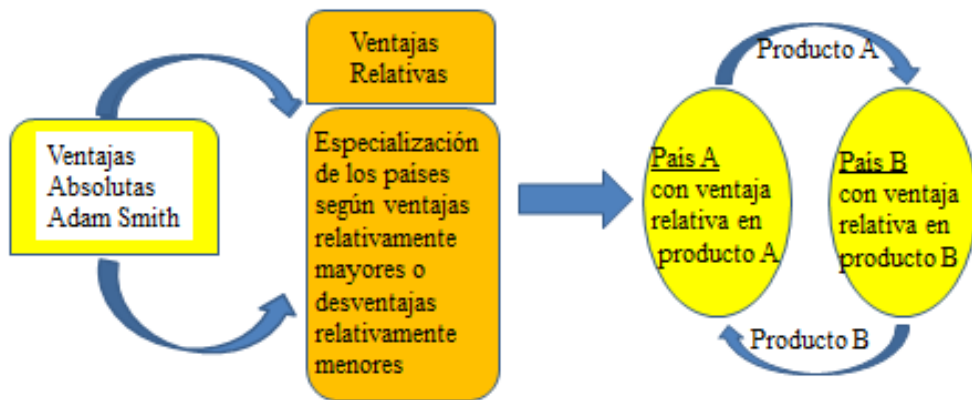 Ventajas
Absolutas
Adam Smith
Ventajas
Relativas
Especialización
de los países
según ventajas
relativamente
mayores o
desventajas
relativamente
menores
Producto A
País A
con ventaja
relativa en
producto A
País B
con ventaja
relativa en
producto B
Producto B